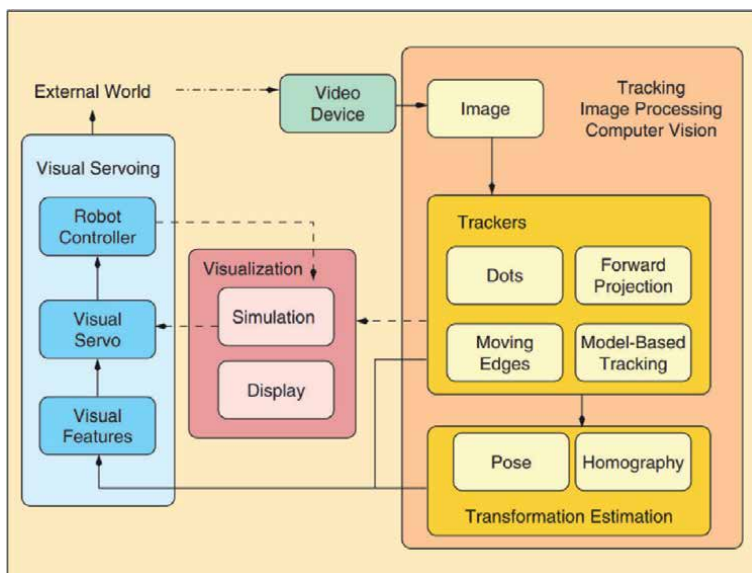 External World
Video
Device
Image
Tracking
Image Processing
Computer Vision
Visual Servoing
Robot
Controller
Visual
Servo
Visual
Features
Visualization
Simulation
Display
Trackers
Dots
Forward
Projection
Moving
Edges
Model-Based
Tracking
Pose
Homography
Transformation Estimation